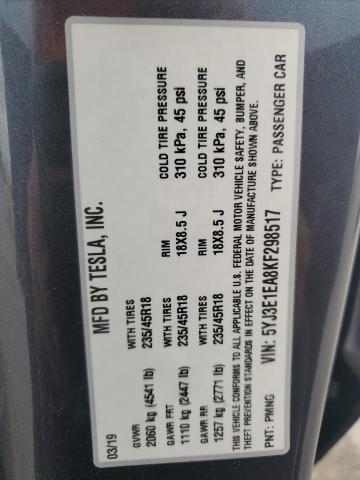 MFD BY TESLA, INC.
03/19
GVWR WITH TIRES RIM COLD TIRE PRESSURE
2060 kg (4541 lb) 235/45R18 18X8.5 J 310 kPa, 45 psi
GAWR FRT WITH TIRES RIM COLD TIRE PRESSURE
1110 kg (2447 lb) 235/45R18 18X8.5 J 310 kPa, 45 psi
GAWR RR
1257 kg (2771 lb) 235/45R18
THIS VEHICLE CONFORMS TO ALL APPLICABLE U.S. FEDERAL MOTOR VEHICLE SAFETY, BUMPER, AND
THEFT PREVENTION STANDARDS IN EFFECT ON THE DATE OF MANUFACTURE SHOWN ABOVE.
PNT: PMNG VIN: 5YJ3E1EA8KF298517 TYPE: PASSENGER CAR